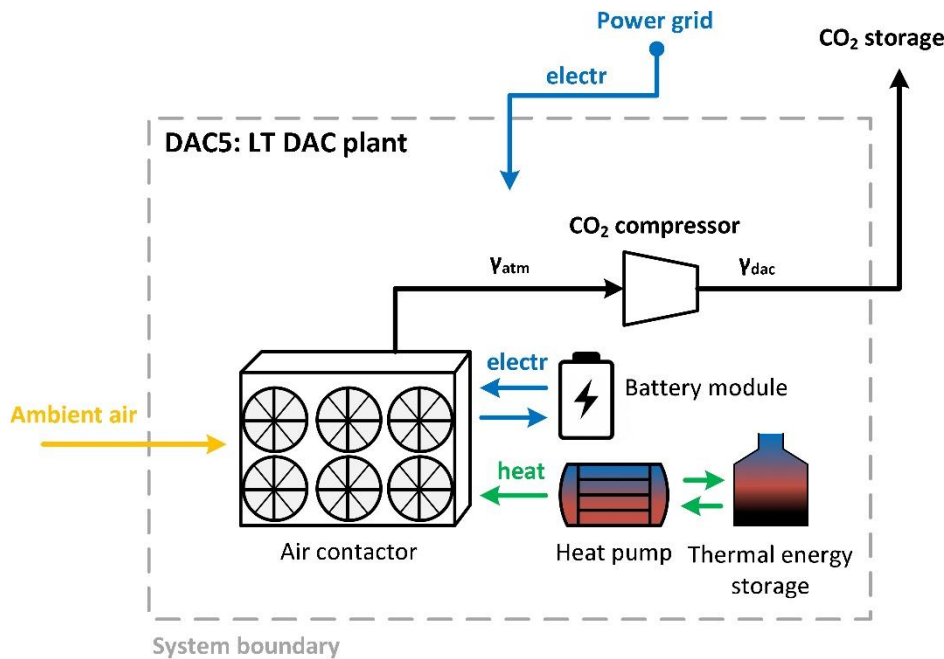 Power grid
CO₂ storage
electr
DAC5: LT DAC plant
CO₂ compressor
γatm
γdac
electr
Battery module
Ambient air
heat
Air contactor
Heat pump
Thermal energy
storage
System boundary